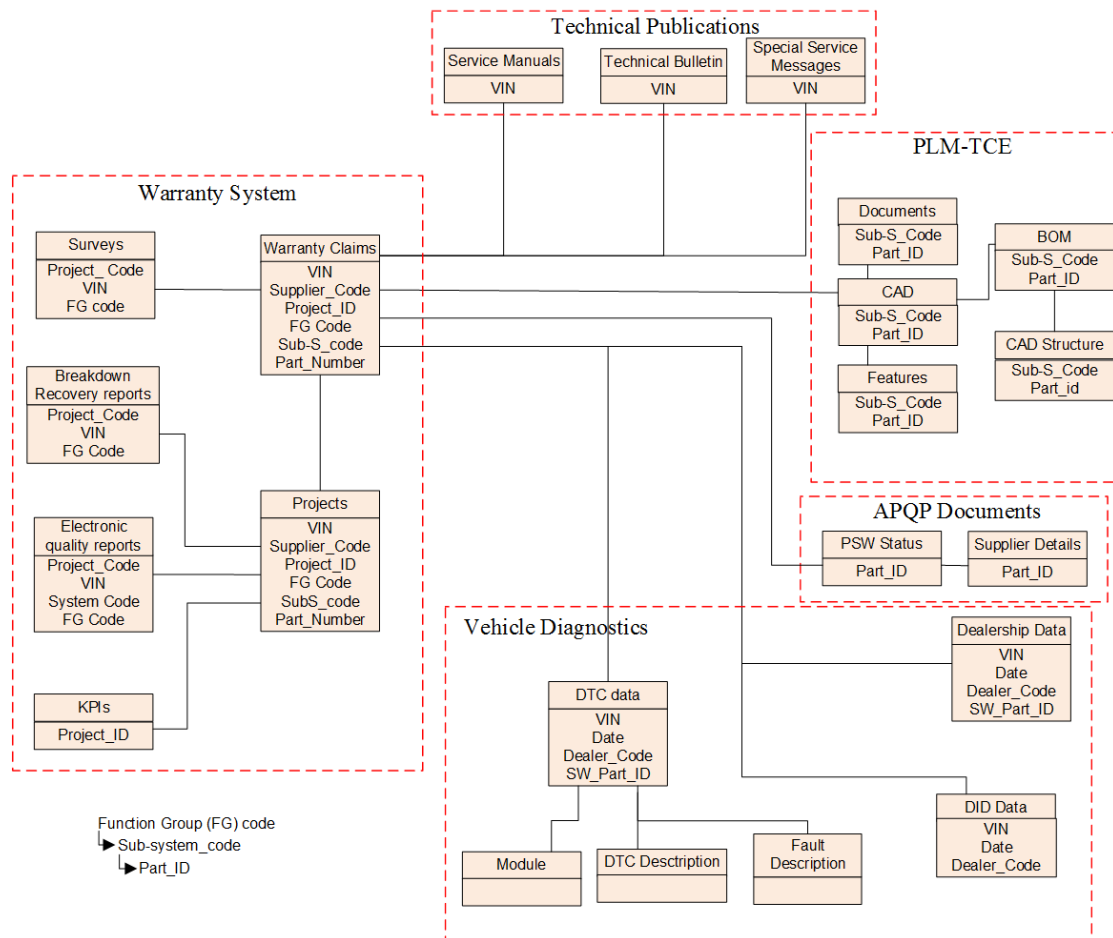 Technical Publications
Service Manuals
VIN
Technical Bulletin
VIN
Special Service
Messages
VIN
PLM-TCE
Documents
Sub-S_Code
Part_ID
CAD
Sub-S_Code
Part_ID
Features
Sub-S_Code
Part_ID
BOM
Sub-S_Code
Part_ID
CAD Structure
Sub-S_Code
Part_id
Warranty System
Surveys
Project_ Code
VIN
FG code
Warranty Claims
VIN
Supplier_Code
Project_ID
FG Code
Sub-S_code
Part_Number
Breakdown
Recovery reports
Project_Code
VIN
FG Code
Projects
VIN
Supplier_Code
Project_ID
FG Code
SubS_code
Part_Number
Electronic
quality reports
Project_Code
VIN
System Code
FG Code
KPIs
Project_ID
APQP Documents
PSW Status
Part_ID
Supplier Details
Part_ID
Vehicle Diagnostics
Dealership Data
VIN
Date
Dealer_Code
SW_Part_ID
DTC data
VIN
Date
Dealer_Code
SW_Part_ID
DID Data
VIN
Date
Dealer_Code
Module
DTC Desctription
Fault
Description
Function Group (FG) code
Sub-system_code
Part_ID